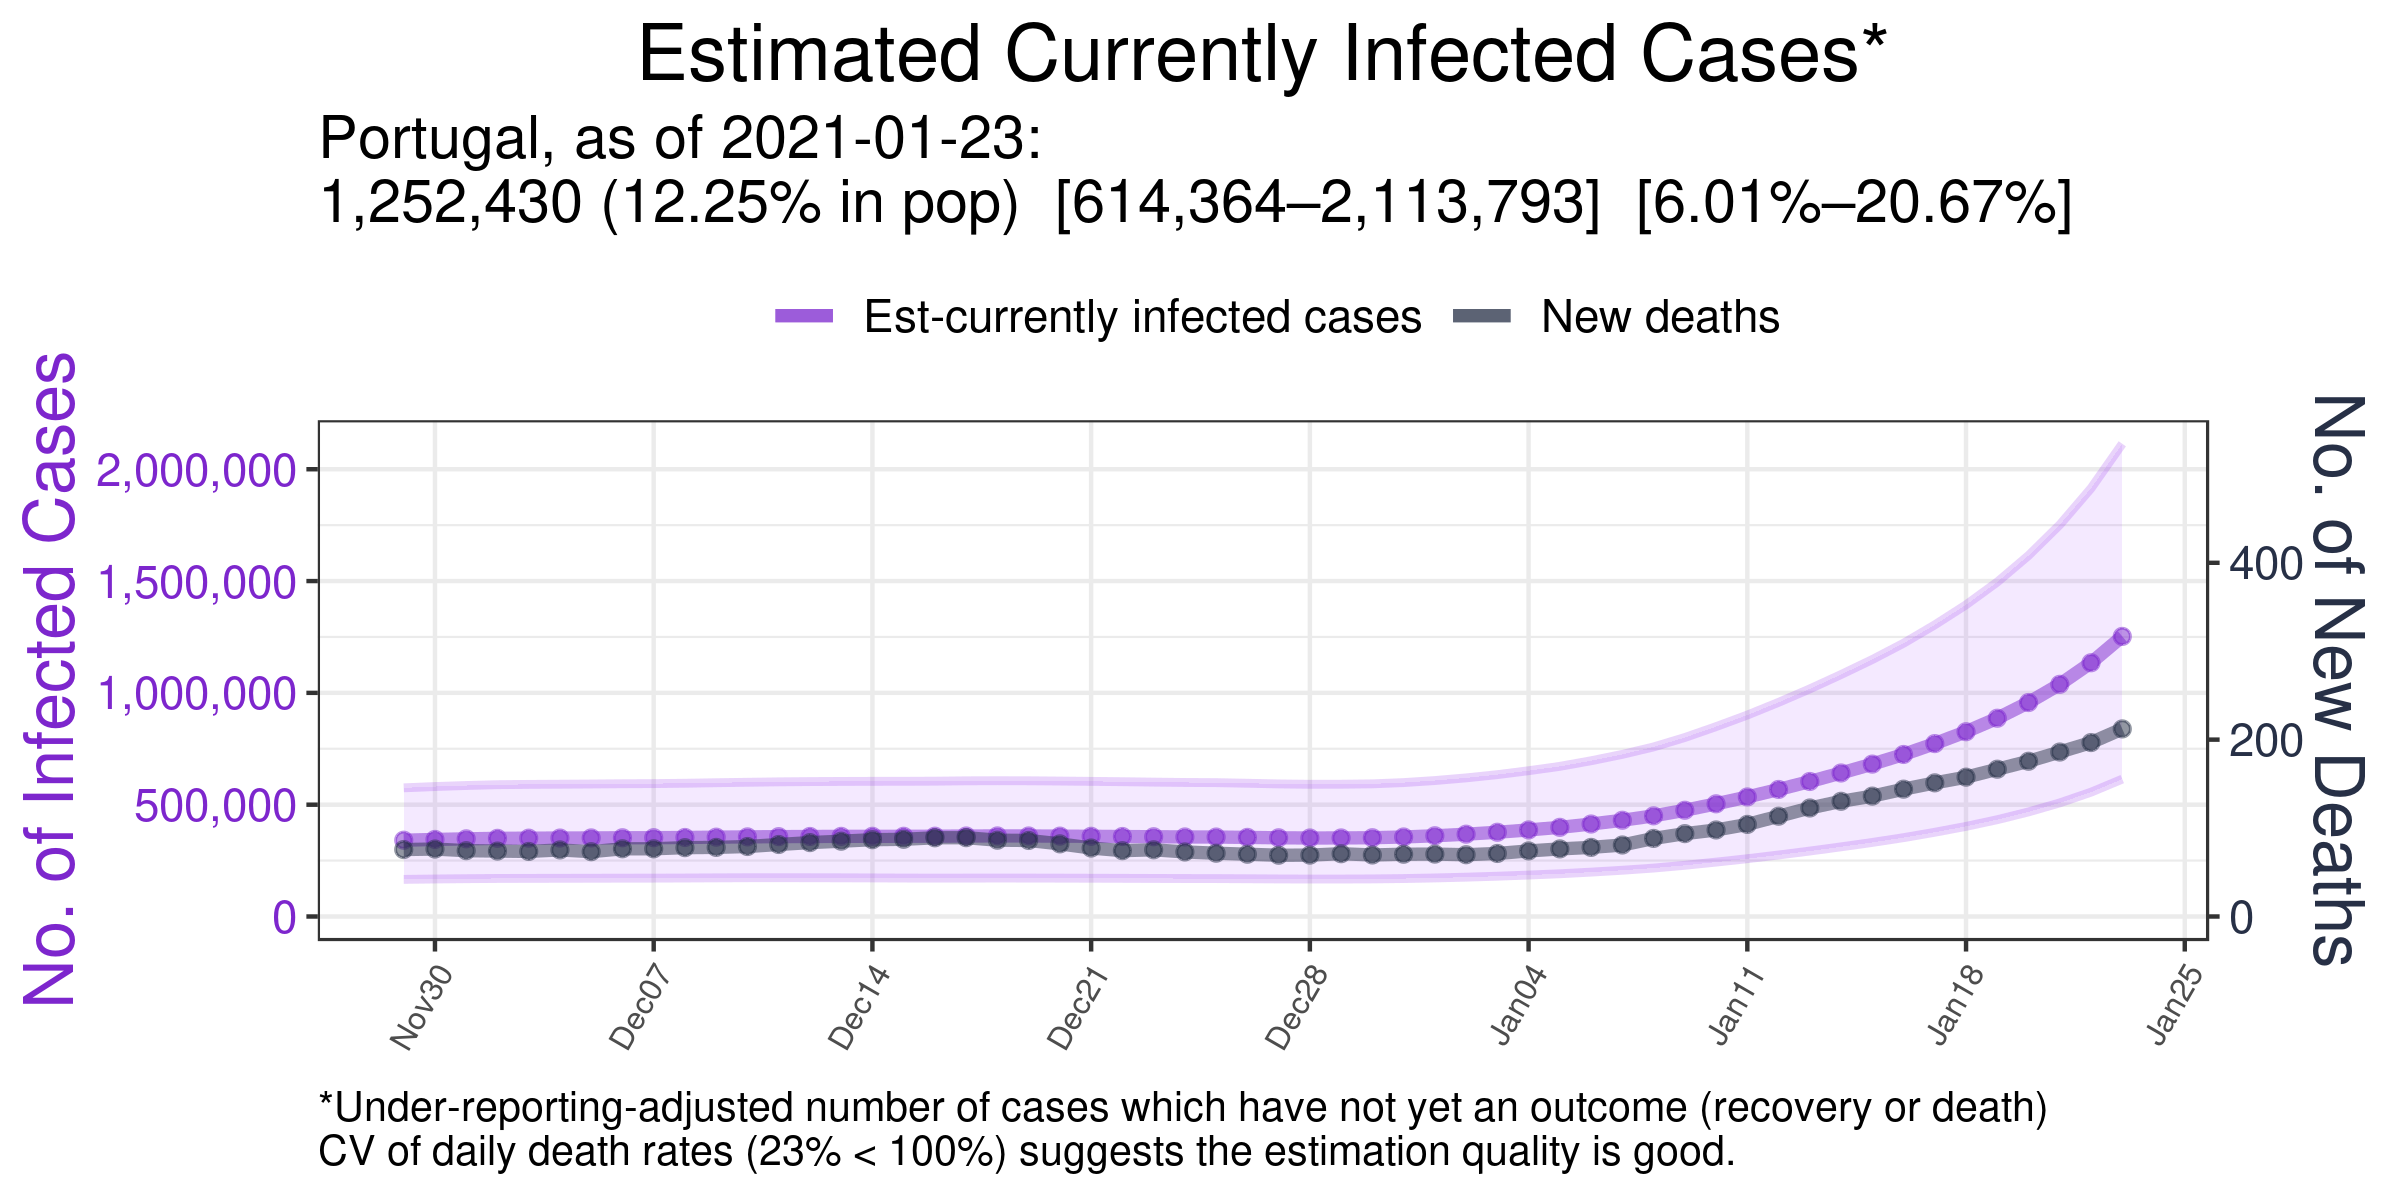 Estimated Currently Infected Cases*
Portugal, as of 2021-01-23:
1,252,430 (12.25% in pop)  [614,364–2,113,793]  [6.01%–20.67%]
Est-currently infected cases
New deaths
No. of Infected Cases
2,000,000
1,500,000
1,000,000
500,000
0
No. of New Deaths
400
200
0
Nov30
Dec07
Dec14
Dec21
Dec28
Jan04
Jan11
Jan18
Jan25
*Under-reporting-adjusted number of cases which have not yet an outcome (recovery or death)
CV of daily death rates (23% < 100%) suggests the estimation quality is good.